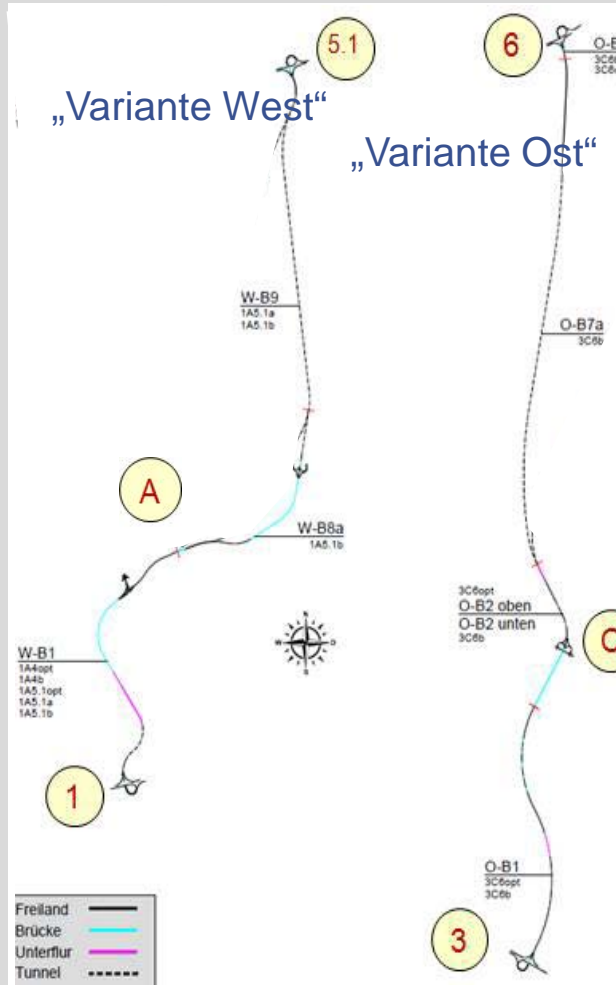 5.1
6
„Variante West“
„Variante Ost“
W-B9
1A5.1a
1A5.1b
O-B7a
3C6b
A
W-B8a
1A5.1b
3C6opt
O-B2 oben
O-B2 unten
3C6b
W-B1
1A4opt
1A4b
1A5.1opt
1A5.1a
1A5.1b
1
O-B1
3C6opt
3C6b
3
Freiland
Brücke
Unterflur
Tunnel